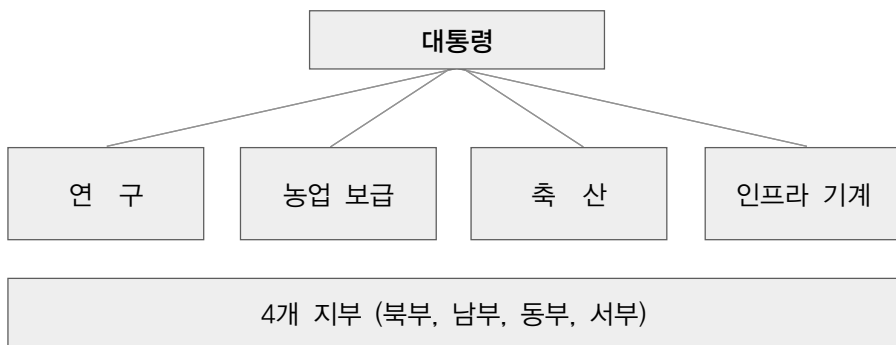 대통령
연 구
농업 보급
축 산
인프라 기계
4개 지부 (북부, 남부, 동부, 서부)